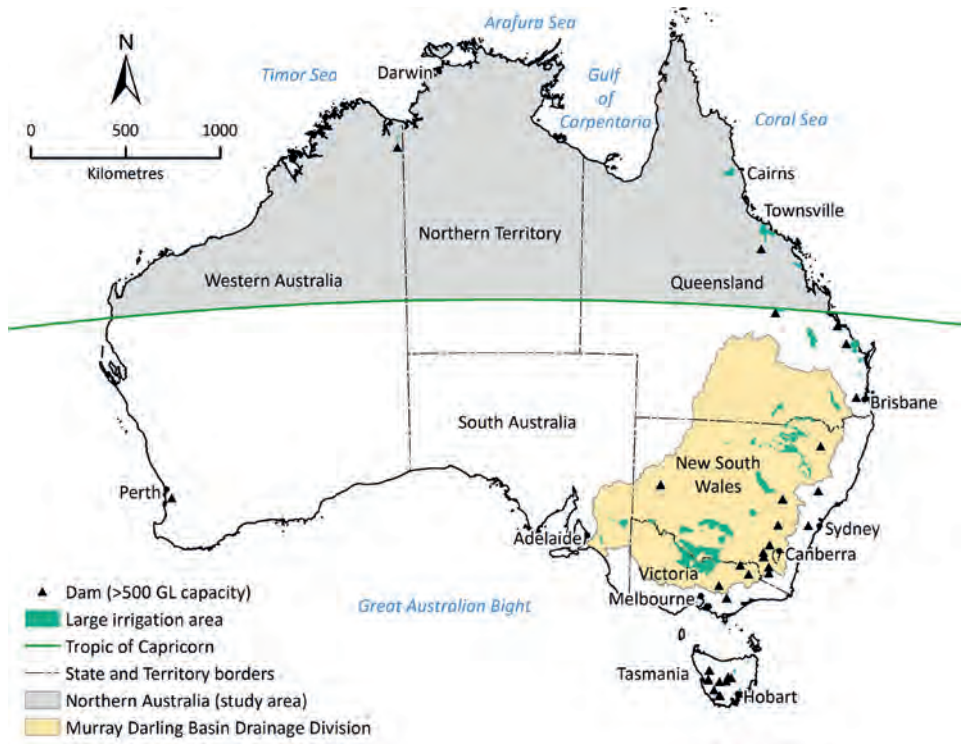 Arafura Sea
N
Timor Sea
Darwin
Gulf
of
Carpentaria
Coral Sea
0 500 1000
Kilometres
Cairns
Townsville
Northern Territory
Western Australia
Queensland
Brisbane
South Australia
New South
Wales
Perth
Adelaide
Sydney
Canberra
Victoria
Melbourne
Great Australian Bight
Tasmania
Hobart
Dam (>500 GL capacity)
Large irrigation area
Tropic of Capricorn
State and Territory borders
Northern Australia (study area)
Murray Darling Basin Drainage Division